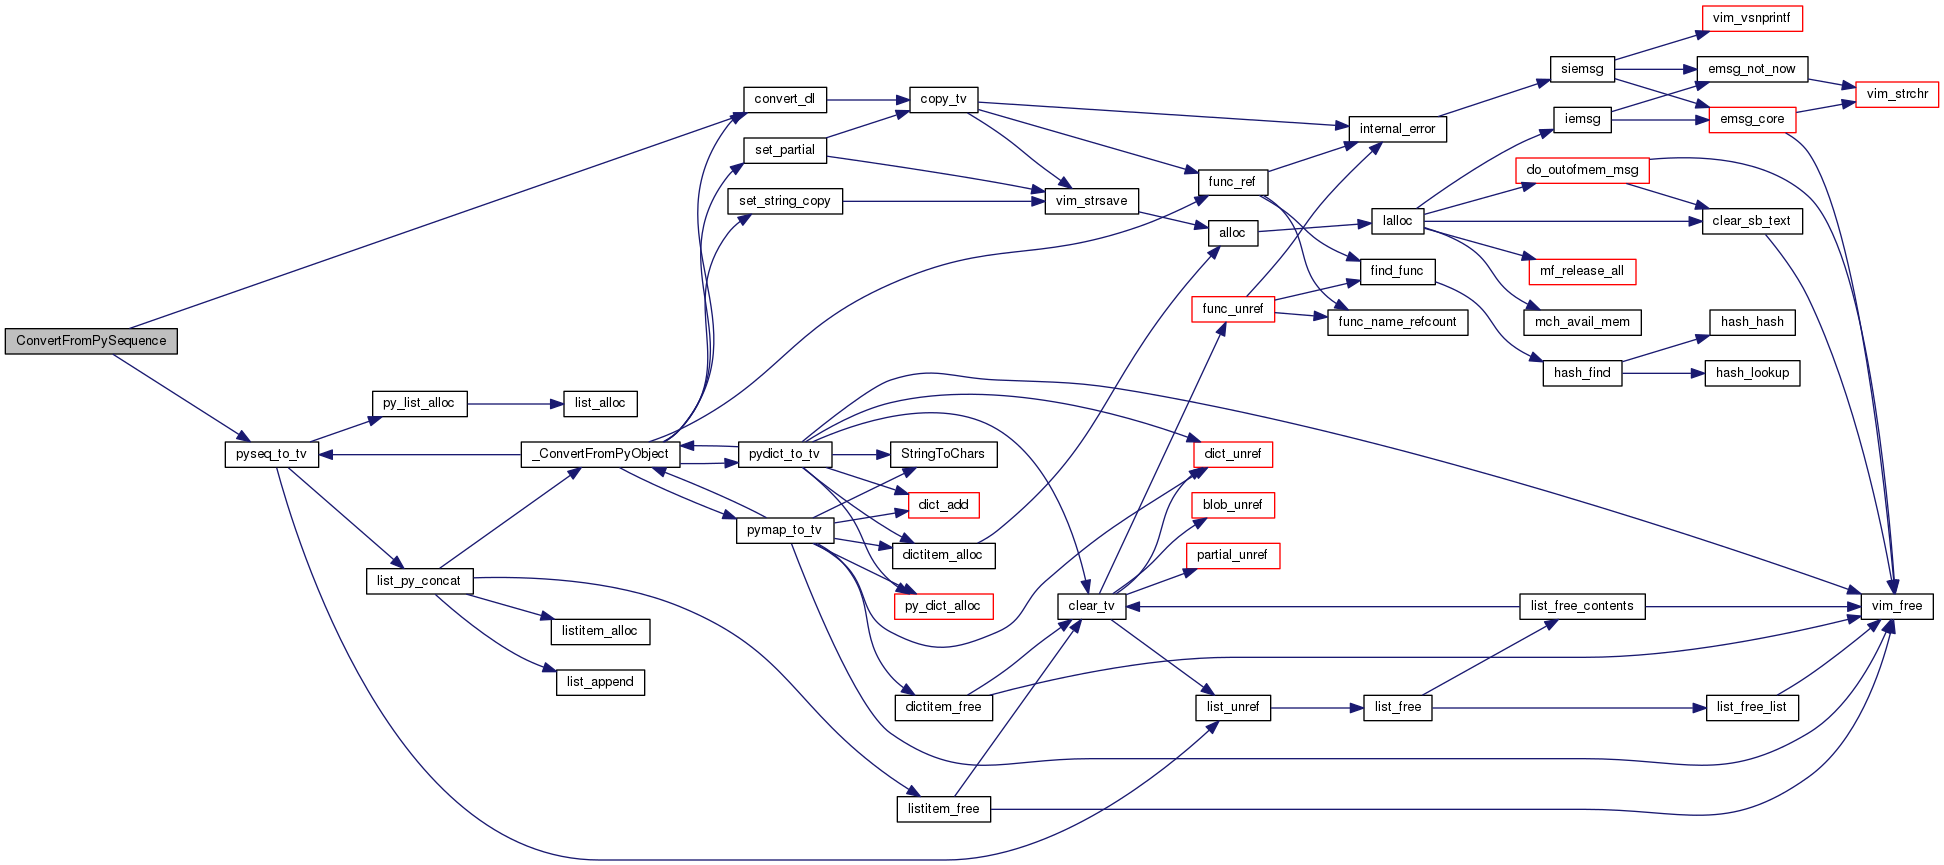 vim_vsnprintf
siemsg
emsg_not_now
convert_dl
copy_tv
vim_strchr
iemsg
emsg_core
internal_error
set_partial
do_outofmem_msg
func_ref
set_string_copy
vim_strsave
lalloc
clear_sb_text
alloc
find_func
mf_release_all
func_unref
func_name_refcount
mch_avail_mem
hash_hash
ConvertFromPySequence
hash_find
hash_lookup
py_list_alloc
list_alloc
pyseq_to_tv
_ConvertFromPyObject
pydict_to_tv
StringToChars
dict_unref
dict_add
blob_unref
pymap_to_tv
dictitem_alloc
partial_unref
list_py_concat
py_dict_alloc
clear_tv
list_free_contents
vim_free
listitem_alloc
list_append
dictitem_free
list_unref
list_free
list_free_list
listitem_free